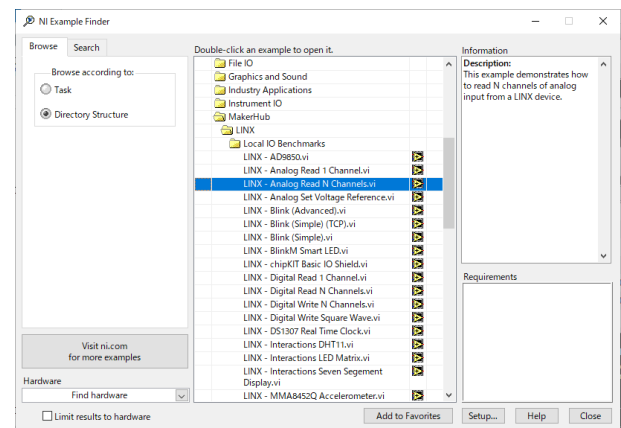 NI Example Finder
Browse
Search
Browse according to:
Task
Directory Structure
Visit ni.com
for more examples
Hardware
Find hardware
Limit results to hardware
Double-click an example to open it.
File IO
Graphics and Sound
Industry Applications
Instrument IO
MakerHub
LINX
Local IO Benchmarks
LINX - AD9850.vi
LINX - Analog Read 1 Channel.vi
LINX - Analog Read N Channels.vi
LINX - Analog Set Voltage Reference.vi
LINX - Blink (Advanced).vi
LINX - Blink (Simple) (TCP).vi
LINX - Blink (Simple).vi
LINX - BlinkM Smart LED.vi
LINX - chipKIT Basic IO Shield.vi
LINX - Digital Read 1 Channel.vi
LINX - Digital Read N Channels.vi
LINX - Digital Write N Channels.vi
LINX - Digital Write Square Wave.vi
LINX - DS1307 Real Time Clock.vi
LINX - Interactions DHT11.vi
LINX - Interactions LED Matrix.vi
LINX - Interactions Seven Segement
Display.vi
LINX - MMA8452Q Accelerometer.vi
Information
Description:
This example demonstrates how
to read N channels of analog
input from a LINX device.
Requirements
Add to Favorites
Setup...
Help
Close